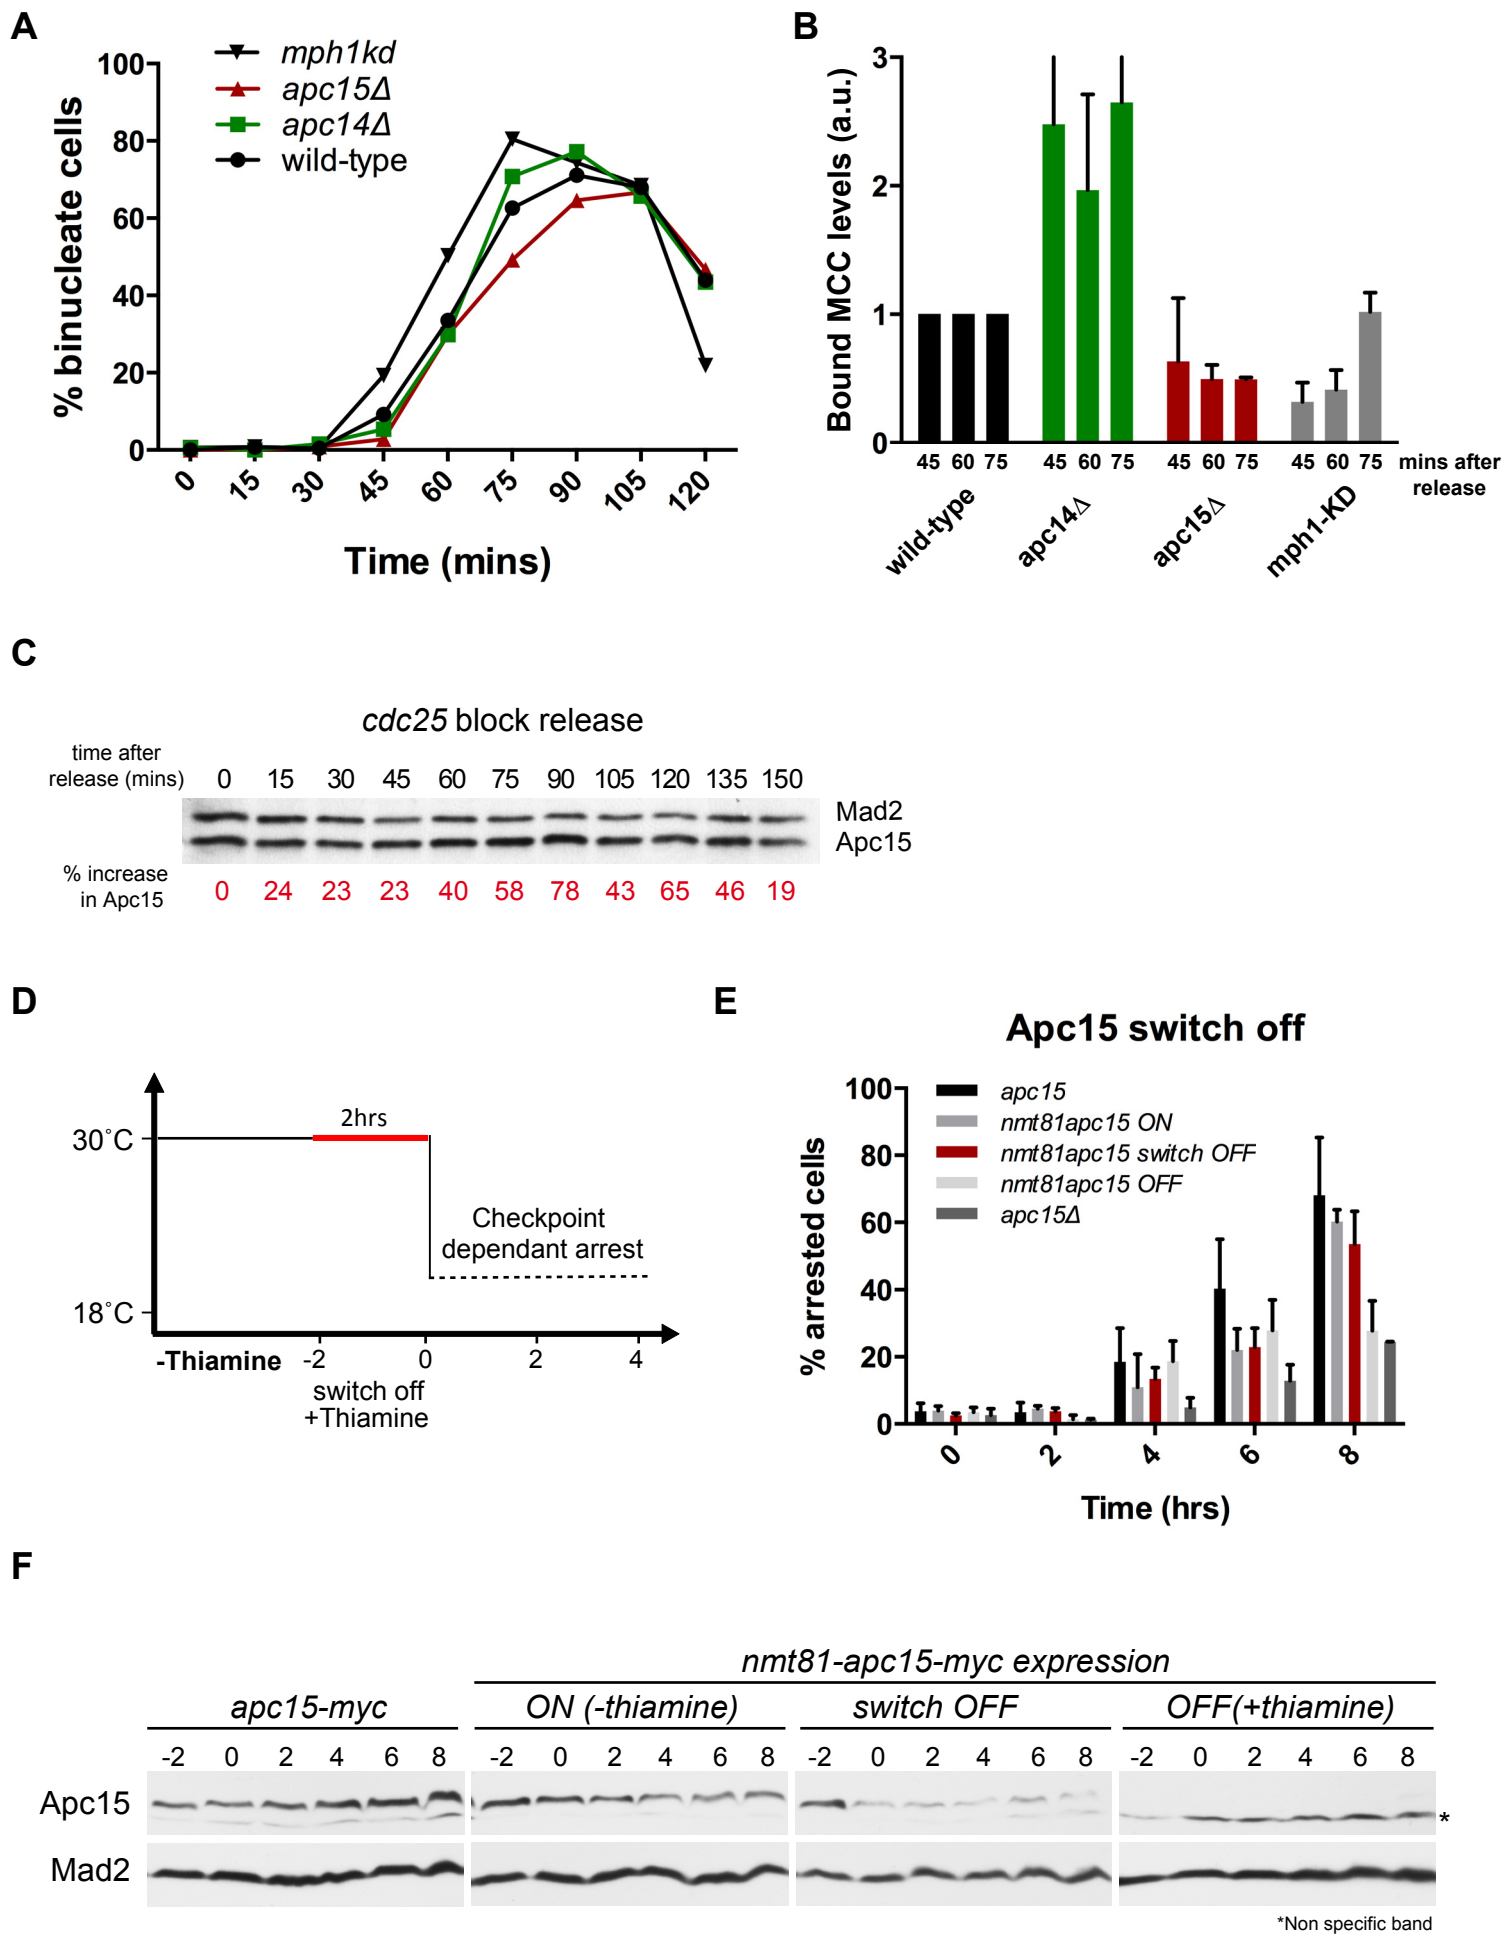 A
mph1kd
apc15Δ
apc14Δ
wild-type
100
80
60
40
20
0
% binucleate cells
0 15 30 45 60 75 90 105 120
Time (mins)
B
3
2
1
0
Bound MCC levels (a.u.)
45 60 75 45 60 75 45 60 75 45 60 75 mins after
release
wild-type apc14Δ apc15Δ mph1-KD
C
cdc25 block release
time after
release (mins) 0 15 30 45 60 75 90 105 120 135 150
Mad2
Apc15
% increase
in Apc15 0 24 23 23 40 58 78 43 65 46 19
D
2hrs
30˚C
Checkpoint
dependant arrest
18˚C
-Thiamine -2 0 2 4
switch off
+Thiamine
E
Apc15 switch off
100
80
60
40
20
0
% arrested cells
apc15
nmt81apc15 ON
nmt81apc15 switch OFF
nmt81apc15 OFF
apc15Δ
0 2 4 6 8
Time (hrs)
F
nmt81-apc15-myc expression
apc15-myc ON (-thiamine) switch OFF OFF(+thiamine)
-2 0 2 4 6 8 -2 0 2 4 6 8 -2 0 2 4 6 8 -2 0 2 4 6 8
Apc15 *
Mad2
*Non specific band